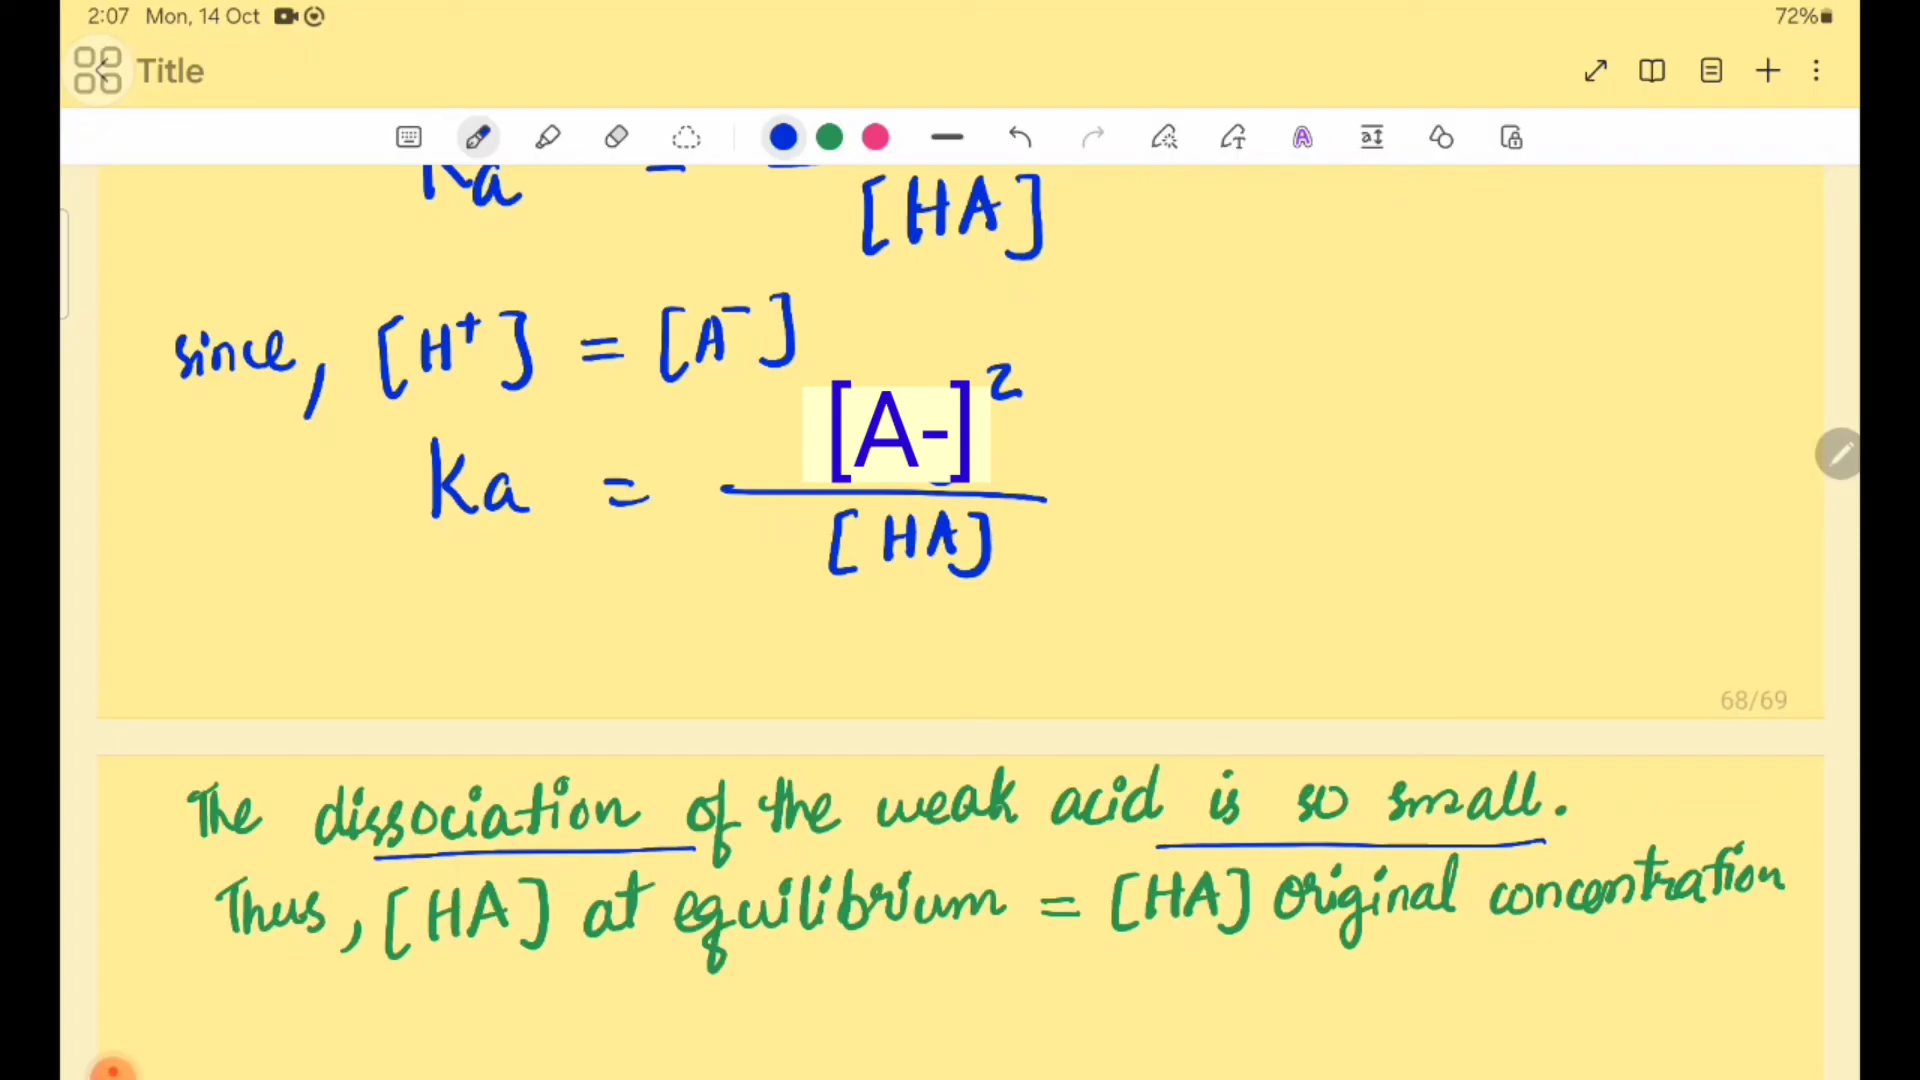 2:07 Mon, 14 Oct 72%
Title
Ka =
[HA]
since, [H⁺] = [A⁻]
[A-]²
Ka =
[HA]
68/69
The dissociation of the weak acid is so small.
Thus, [HA] at equilibrium = [HA] original concentration